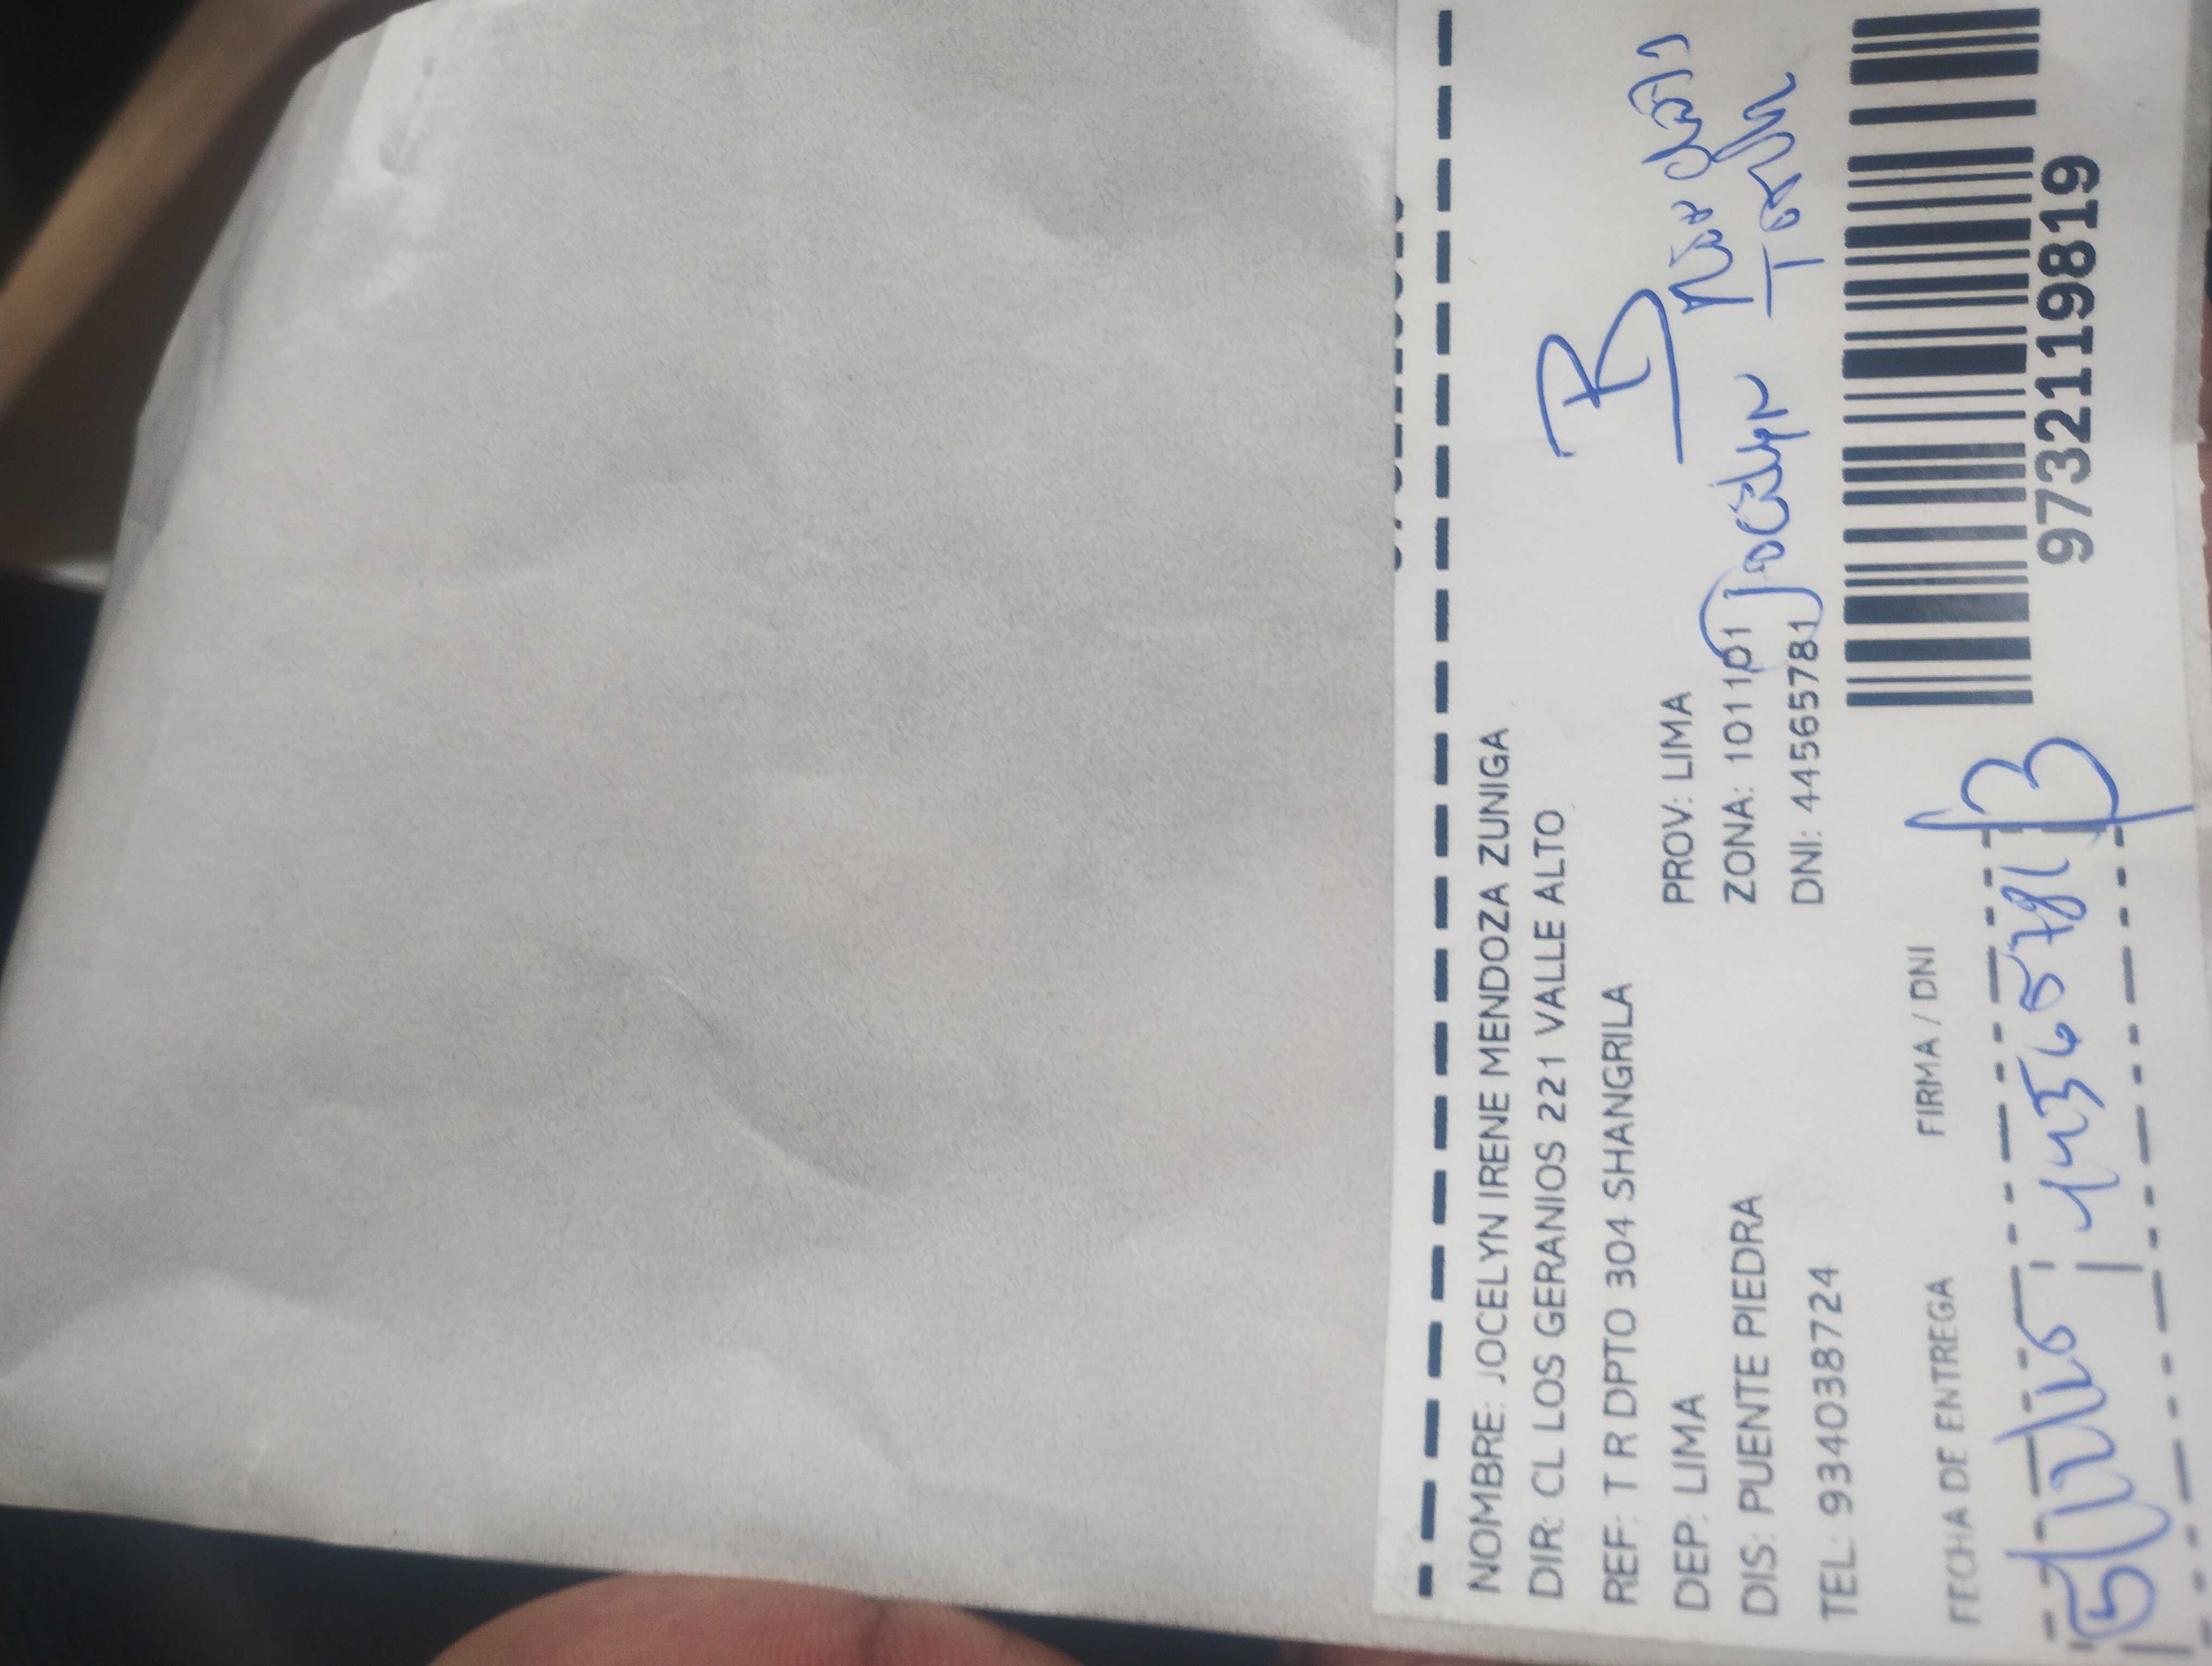 NOMBRE: JOCELYN IRENE MENDOZA ZUNIGA
DIR: CL LOS GERANIOS 221 VALLE ALTO
REF: T R DPTO 304 SHANGRILA
DEP: LIMA PROV: LIMA
DIS: PUENTE PIEDRA ZONA: 101101
TEL: 934038724 DNI: 44565781
Jocelyn
FECHA DE ENTREGA FIRMA / DNI
9732119819